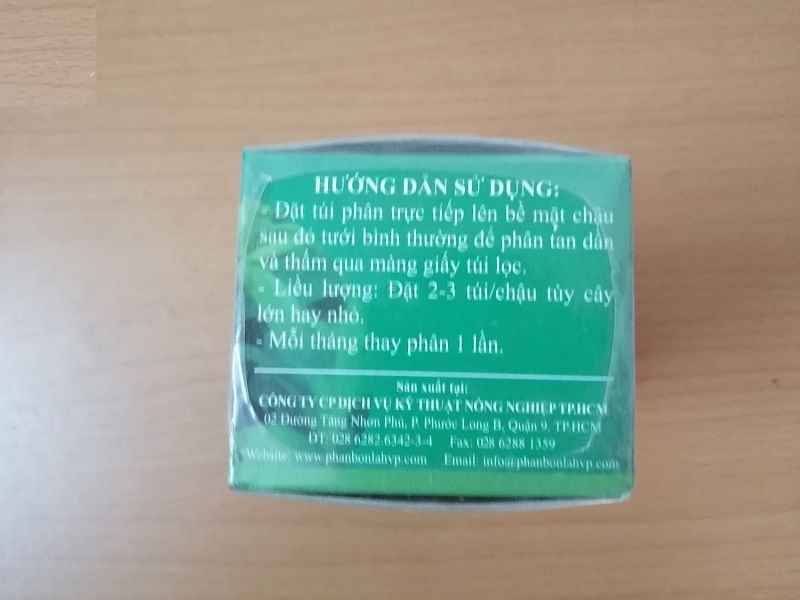 HƯỚNG DẪN SỬ DỤNG:
- Đặt túi phân trực tiếp lên bề mặt chậu
sau đó tưới bình thường để phân tan dần
và thấm qua màng giấy túi lọc.
- Liều lượng: Đặt 2-3 túi/chậu tùy cây
lớn hay nhỏ.
- Mỗi tháng thay phân 1 lần.
Sản xuất tại:
CÔNG TY CP DỊCH VỤ KỸ THUẬT NÔNG NGHIỆP TP.HCM
02 Đường Tăng Nhơn Phú, P. Phước Long B, Quận 9, TP.HCM
ĐT: 028 6282.6342-3-4 Fax: 028 6288 1359
Website: www.phanbonlahvp.com Email: info@phanbonlahvp.com